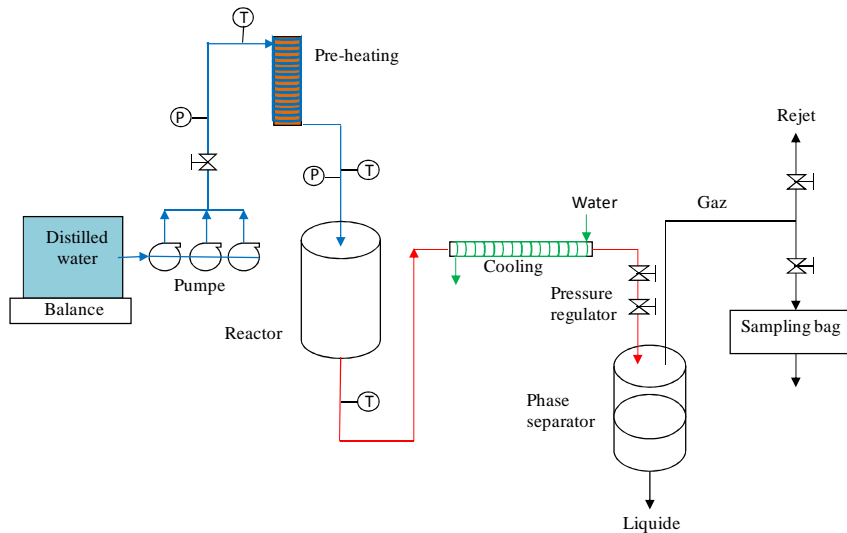 T
Pre-heating
P
Rejet
P
T
Gaz
Water
Distilled
water
Cooling
Pumpe
Pressure
regulator
Balance
Reactor
Sampling bag
T
Phase
separator
Liquide